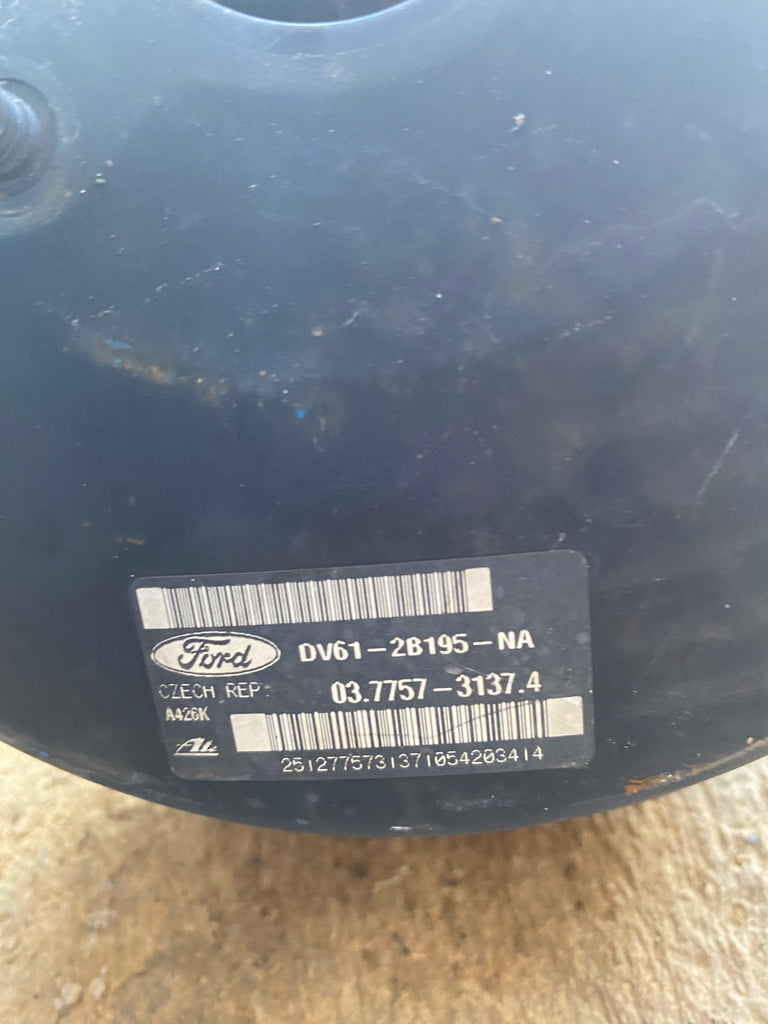 Ford
DV61-2B195-NA
CZECH REP.
03.7757-3137.4
A426K
Ate
2512775731371054203414